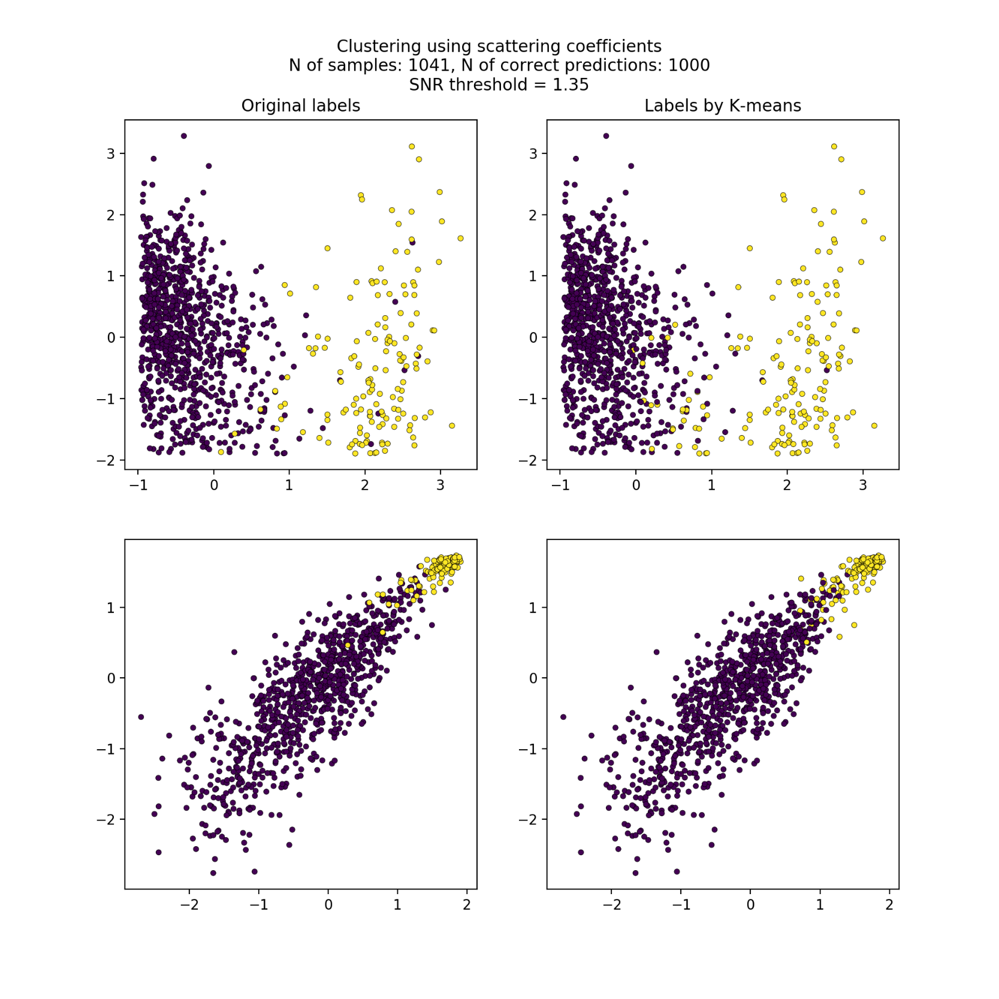 Clustering using scattering coefficients
N of samples: 1041, N of correct predictions: 1000
SNR threshold = 1.35
Original labels
3
2
1
0
−1
−2
−1 0 1 2 3
Labels by K-means
3
2
1
0
−1
−2
−1 0 1 2 3
1
0
−1
−2
−2 −1 0 1 2
1
0
−1
−2
−2 −1 0 1 2